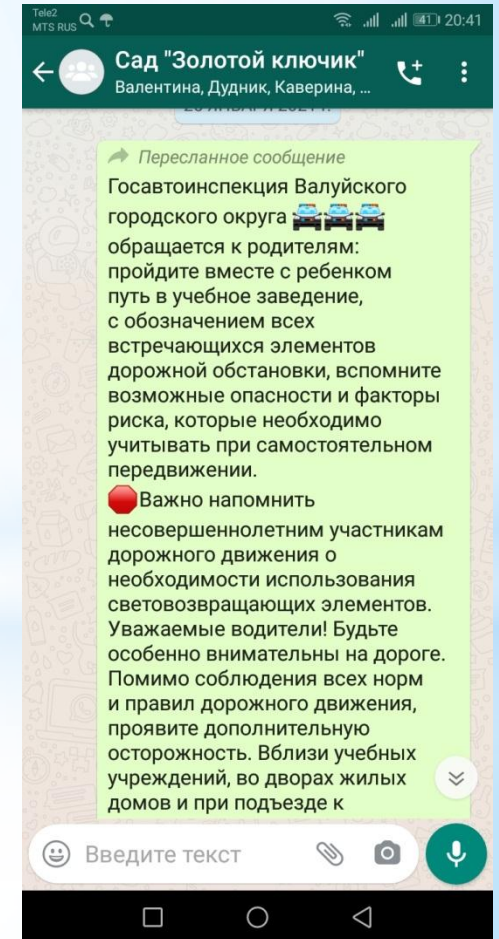 Tele2
MTS RUS
41 20:41
Сад "Золотой ключик"
Валентина, Дудник, Каверина, ...
Пересланное сообщение
Госавтоинспекция Валуйского
городского округа 🚔🚔🚔
обращается к родителям:
пройдите вместе с ребенком
путь в учебное заведение,
с обозначением всех
встречающихся элементов
дорожной обстановки, вспомните
возможные опасности и факторы
риска, которые необходимо
учитывать при самостоятельном
передвижении.
🛑Важно напомнить
несовершеннолетним участникам
дорожного движения о
необходимости использования
световозвращающих элементов.
Уважаемые водители! Будьте
особенно внимательны на дороге.
Помимо соблюдения всех норм
и правил дорожного движения,
проявите дополнительную
осторожность. Вблизи учебных
учреждений, во дворах жилых
домов и при подъезде к
Введите текст